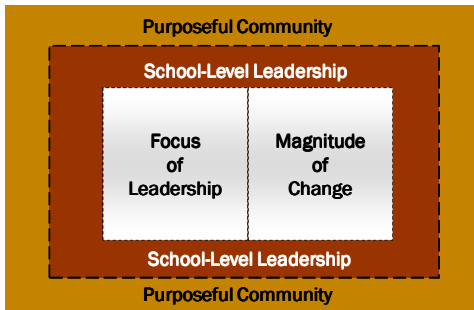 Purposeful Community
School-Level Leadership
Focus
of
Leadership
Magnitude
of
Change
School-Level Leadership
Purposeful Community